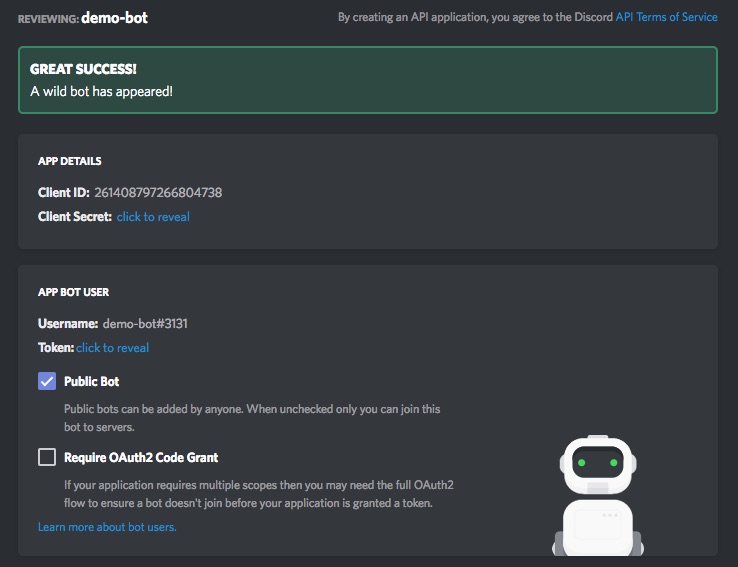 REVIEWING: demo-bot
By creating an API application, you agree to the Discord API Terms of Service
GREAT SUCCESS!
A wild bot has appeared!
APP DETAILS
Client ID: 261408797266804738
Client Secret: click to reveal
APP BOT USER
Username: demo-bot#3131
Token: click to reveal
Public Bot
Public bots can be added by anyone. When unchecked only you can join this
bot to servers.
Require OAuth2 Code Grant
If your application requires multiple scopes then you may need the full OAuth2
flow to ensure a bot doesn't join before your application is granted a token.
Learn more about bot users.